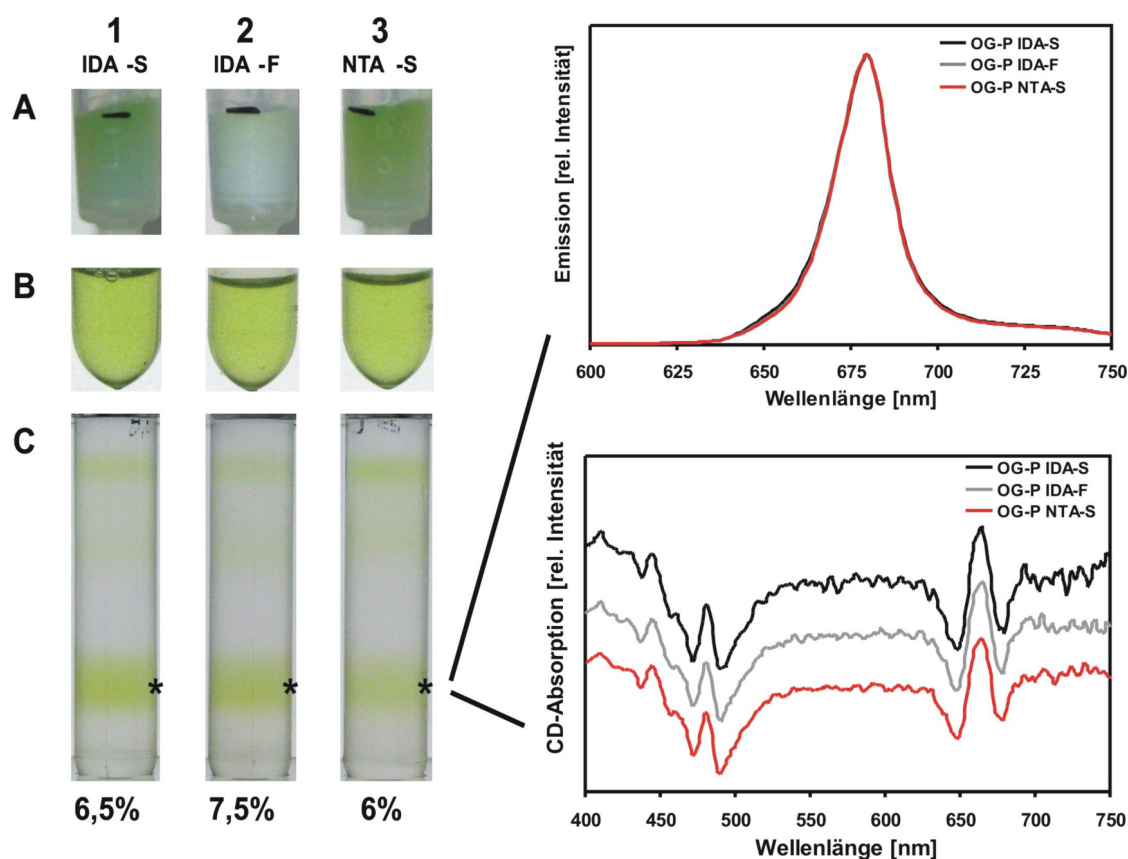 1 2 3
IDA -S IDA -F NTA -S
A
B
C
* * *
6,5% 7,5% 6%
OG-P IDA-S
OG-P IDA-F
OG-P NTA-S
Emission [rel. Intensität]
600 625 650 675 700 725 750
Wellenlänge [nm]
OG-P IDA-S
OG-P IDA-F
OG-P NTA-S
CD-Absorption [rel. Intensität]
400 450 500 550 600 650 700 750
Wellenlänge [nm]